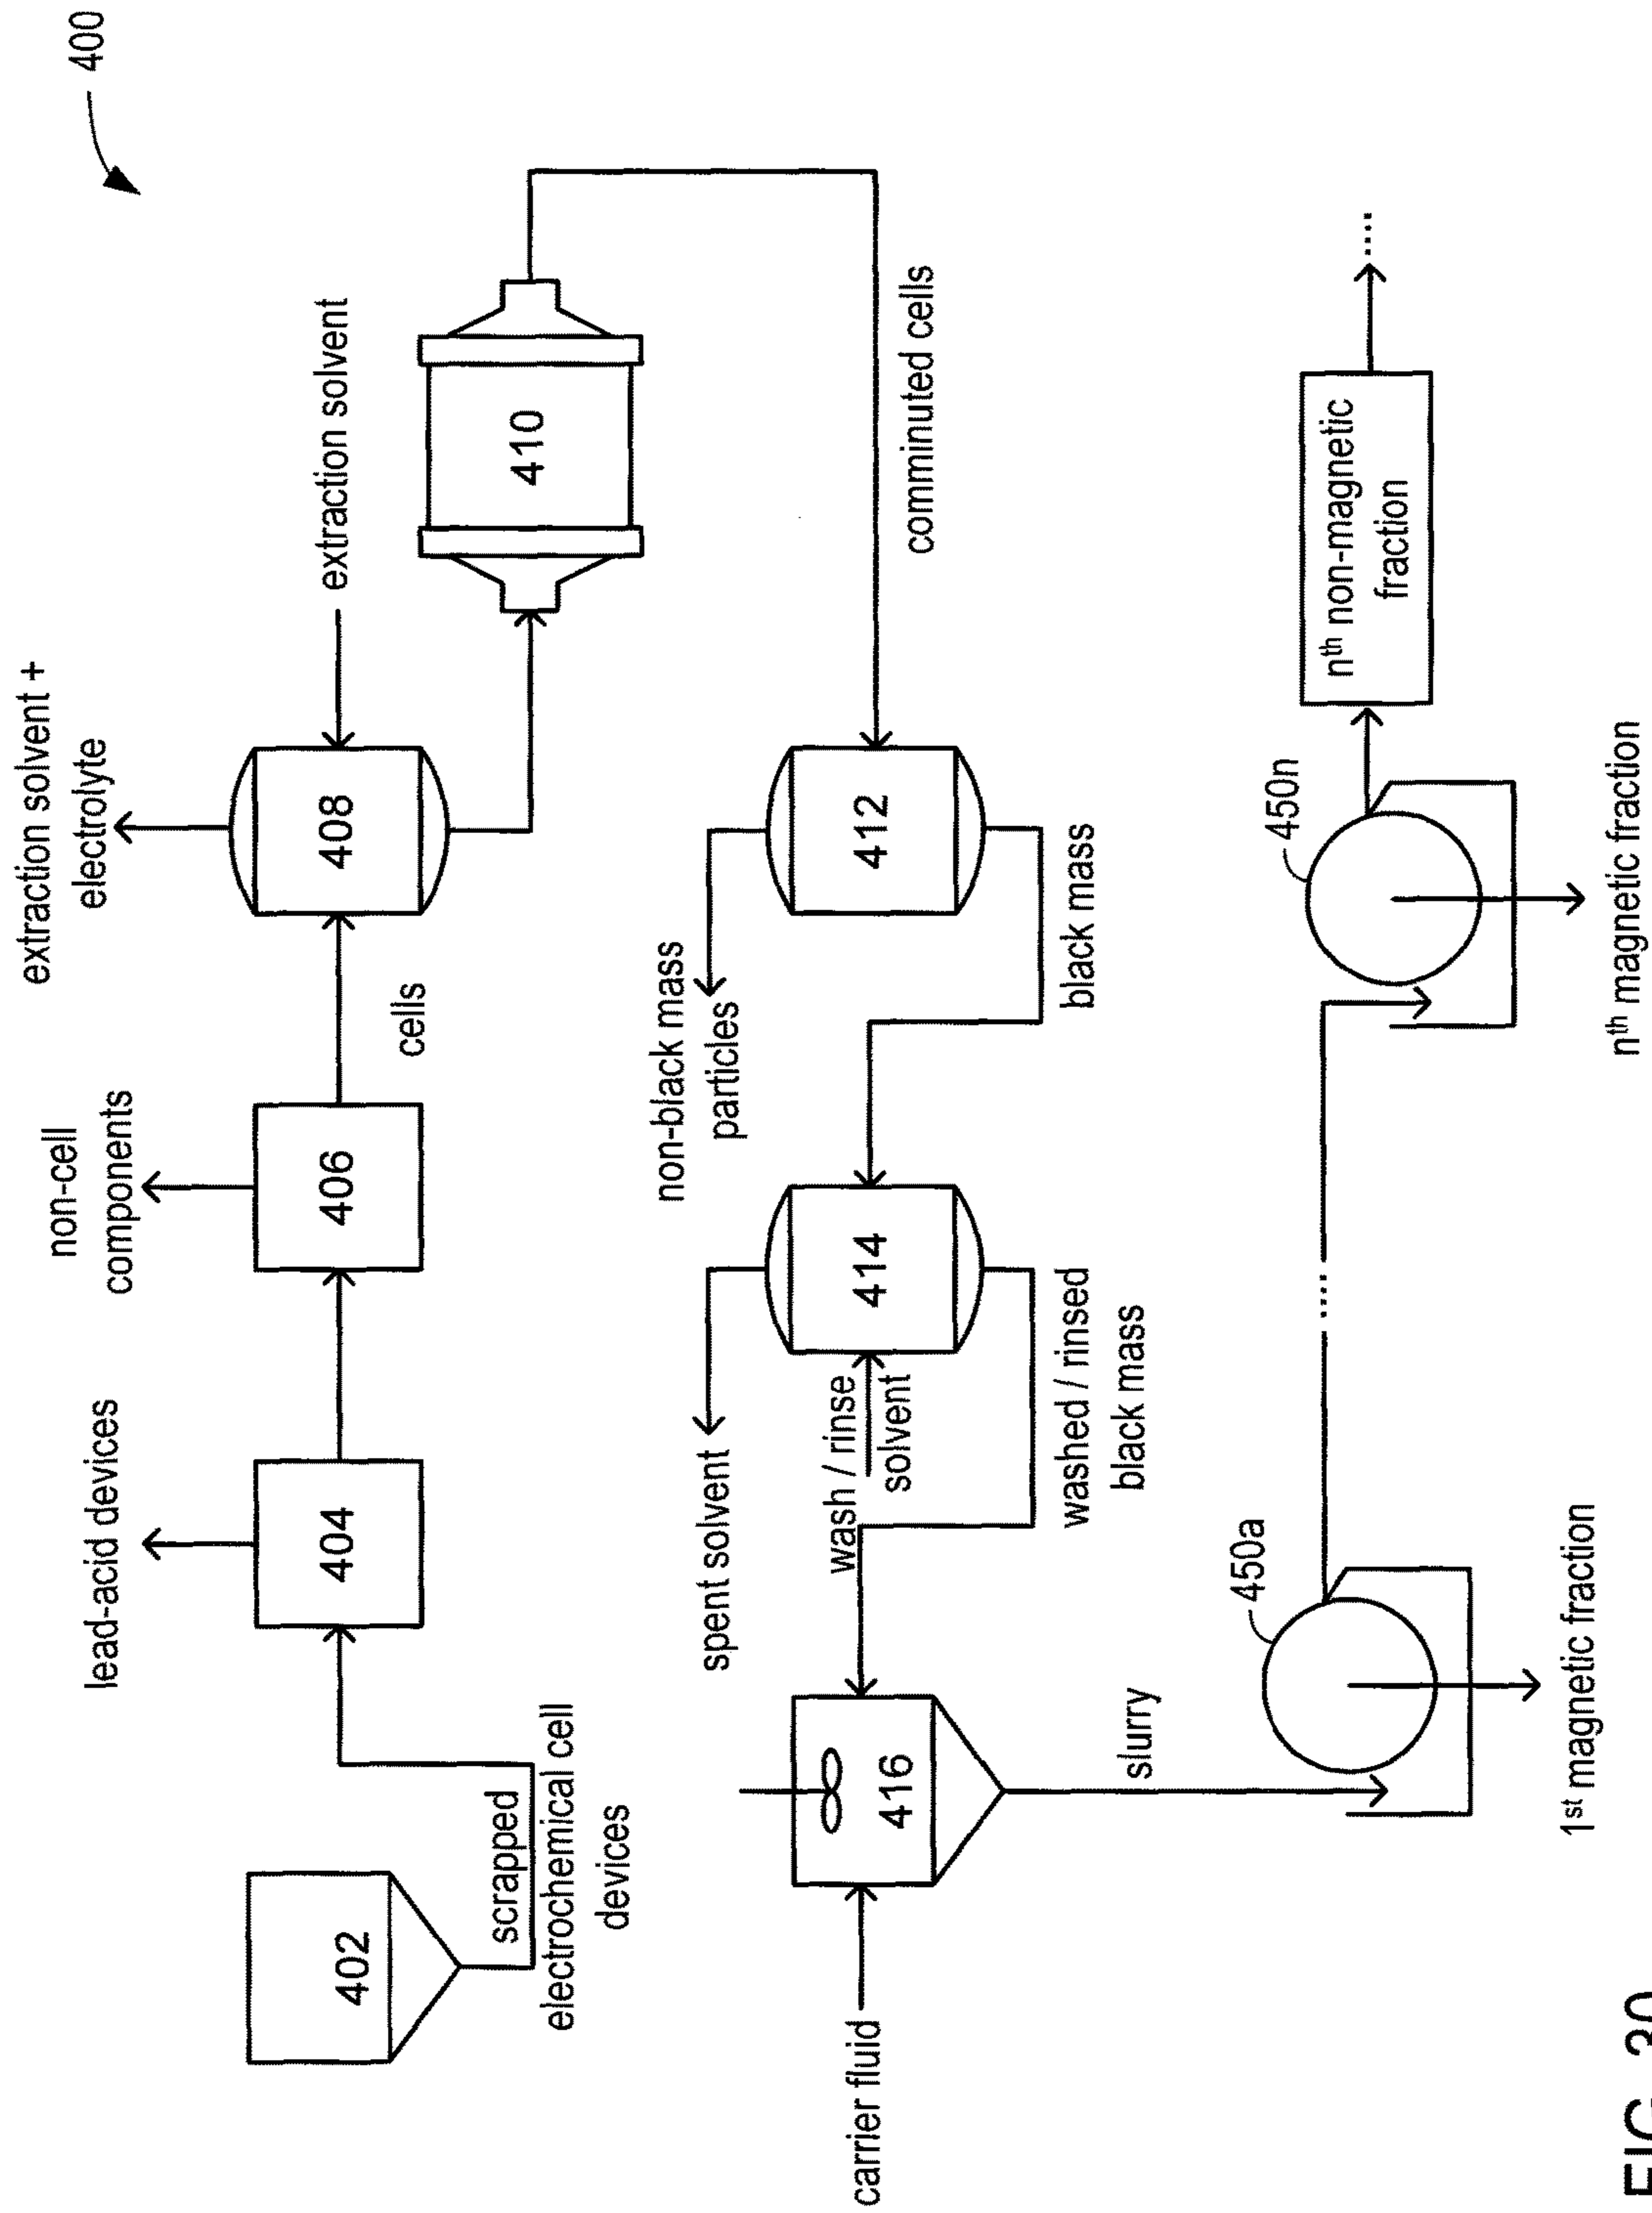 400
extraction solvent +
electrolyte
non-cell
components
lead-acid devices
extraction solvent
402
404
406
408
410
cells
scrapped
electrochemical cell
devices
comminuted cells
non-black mass
particles
spent solvent
wash / rinse
solvent
carrier fluid
416
414
412
black mass
washed / rinsed
black mass
slurry
450a
450n
nth non-magnetic
fraction
....
....
1st magnetic fraction
nth magnetic fraction
FIG. 30